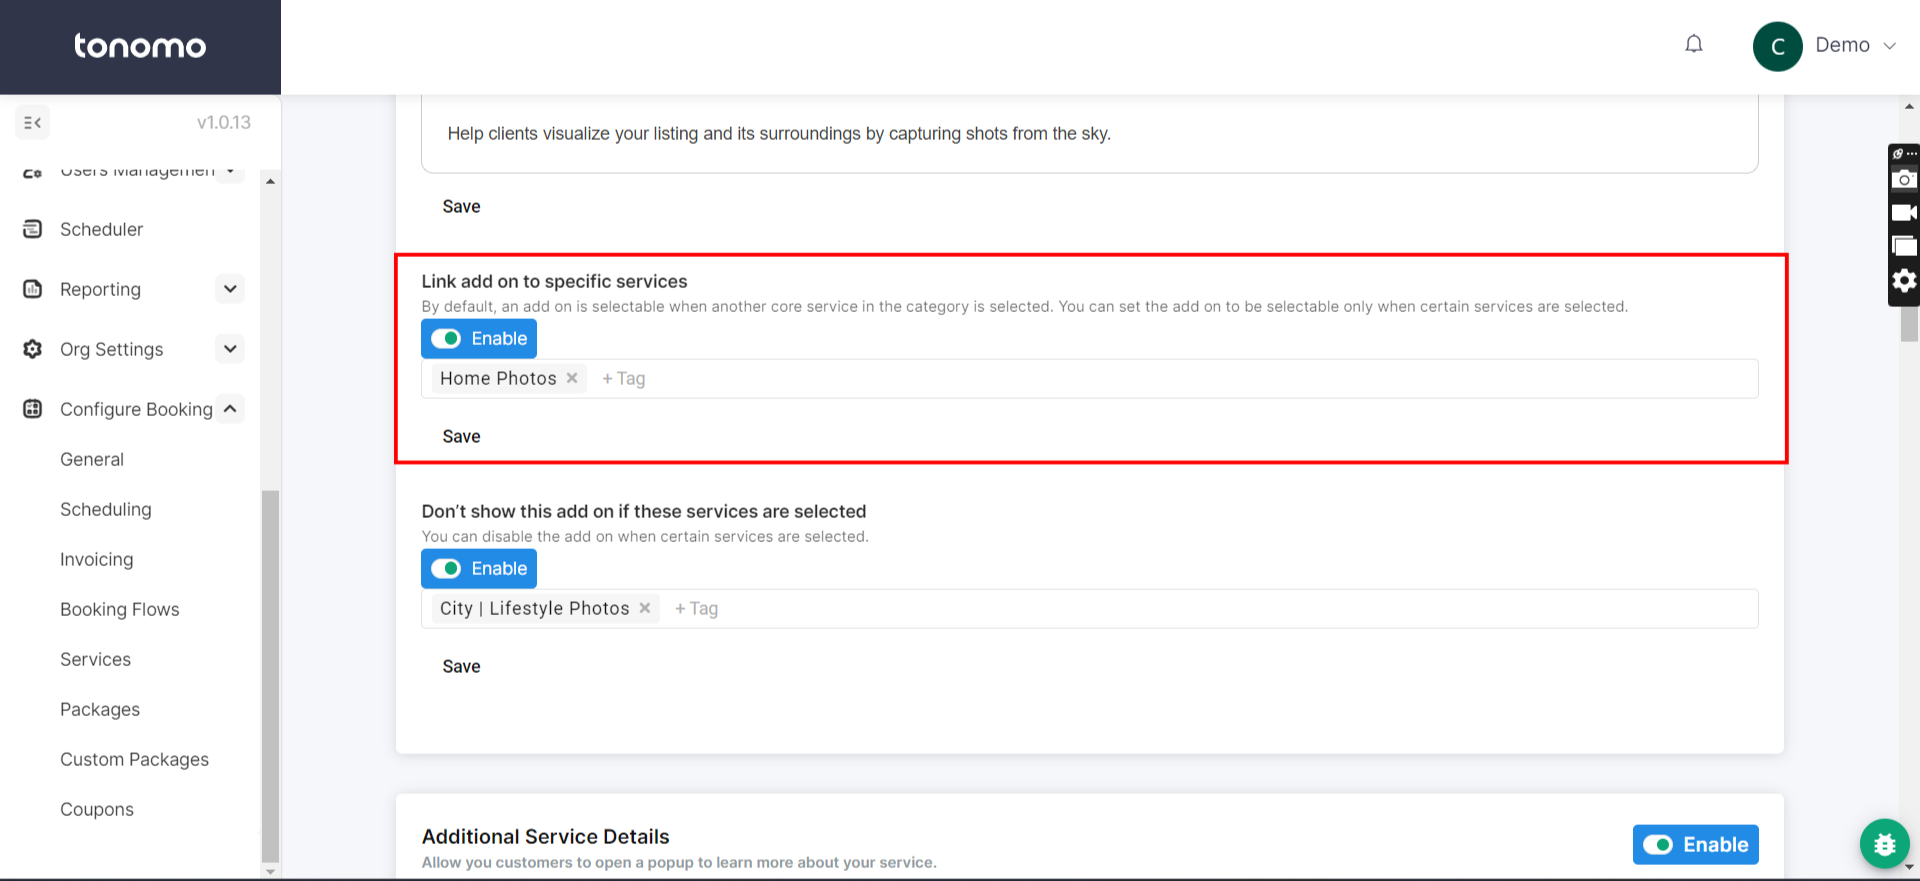 tonomo
C
Demo
v1.0.13
Users Management
Scheduler
Reporting
Org Settings
Configure Booking
General
Scheduling
Invoicing
Booking Flows
Services
Packages
Custom Packages
Coupons
Help clients visualize your listing and its surroundings by capturing shots from the sky.
Save
Link add on to specific services
By default, an add on is selectable when another core service in the category is selected. You can set the add on to be selectable only when certain services are selected.
Enable
Home Photos × + Tag
Save
Don’t show this add on if these services are selected
You can disable the add on when certain services are selected.
Enable
City | Lifestyle Photos × + Tag
Save
Additional Service Details
Enable
Allow you customers to open a popup to learn more about your service.